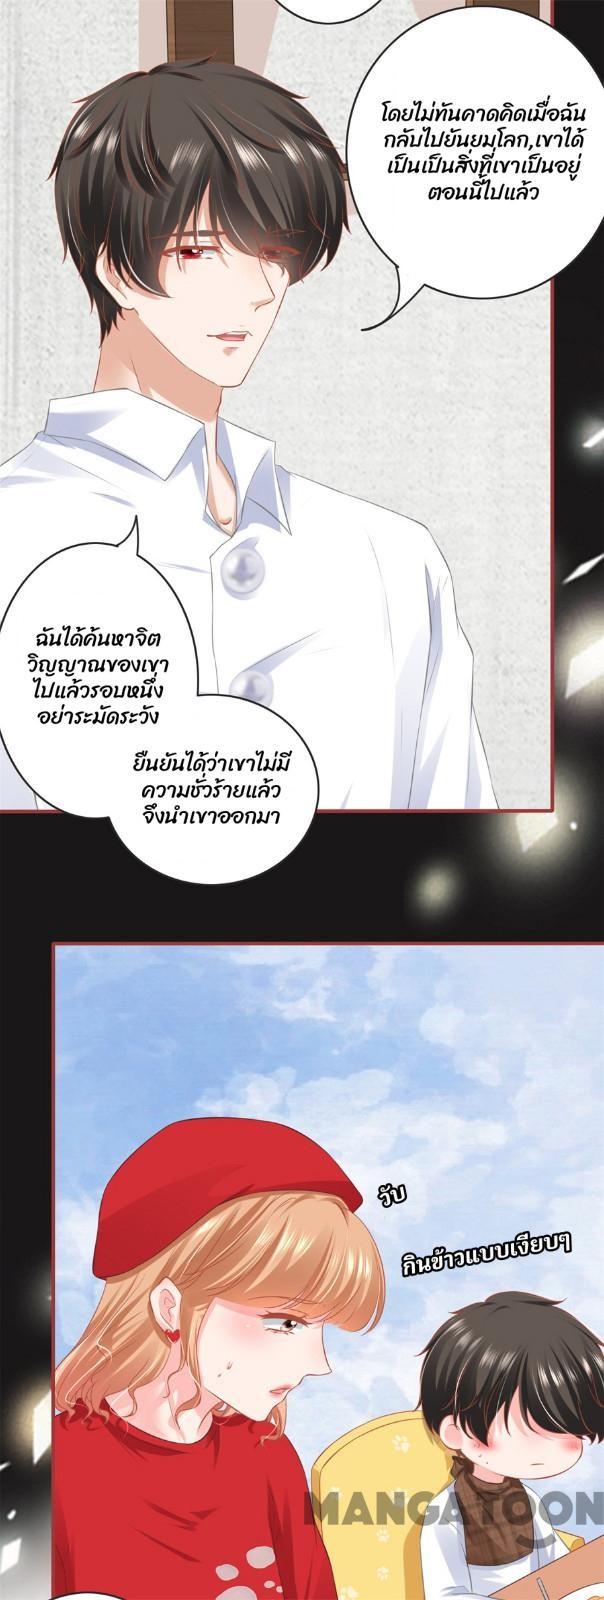 โดยไม่ทันคาดคิดเมื่อฉัน
กลับไปยันยมโลก,เขาได้
เป็นเป็นสิ่งที่เขาเป็นอยู่
ตอนนี้ไปแล้ว
ฉันได้ค้นหาจิต
วิญญาณของเขา
ไปแล้วรอบหนึ่ง
อย่าระมัดระวัง
ยืนยันได้ว่าเขาไม่มี
ความชั่วร้ายแล้ว
จึงนำเขาออกมา
วับ
กินข้าวแบบเงียบๆ
MANGATOON